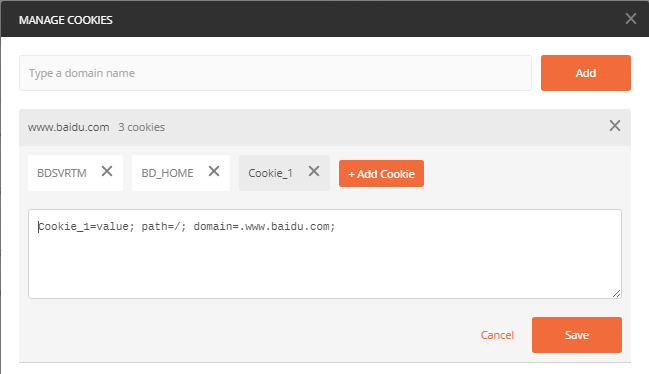 MANAGE COOKIES
Type a domain name
Add
www.baidu.com 3 cookies
BDSVRTM BD_HOME Cookie_1 + Add Cookie
Cookie_1=value; path=/; domain=.www.baidu.com;
Cancel Save